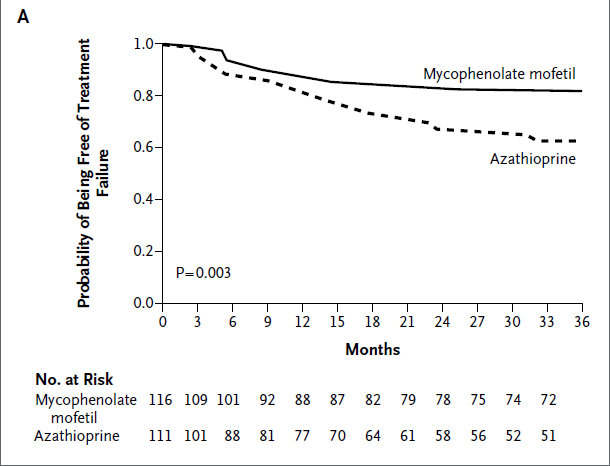 A
Probability of Being Free of Treatment
Failure
1.0
0.8
0.6
0.4
0.2
0.0
Mycophenolate mofetil
Azathioprine
P=0.003
0 3 6 9 12 15 18 21 24 27 30 33 36
Months
No. at Risk
Mycophenolate 116 109 101 92 88 87 82 79 78 75 74 72
mofetil
Azathioprine 111 101 88 81 77 70 64 61 58 56 52 51